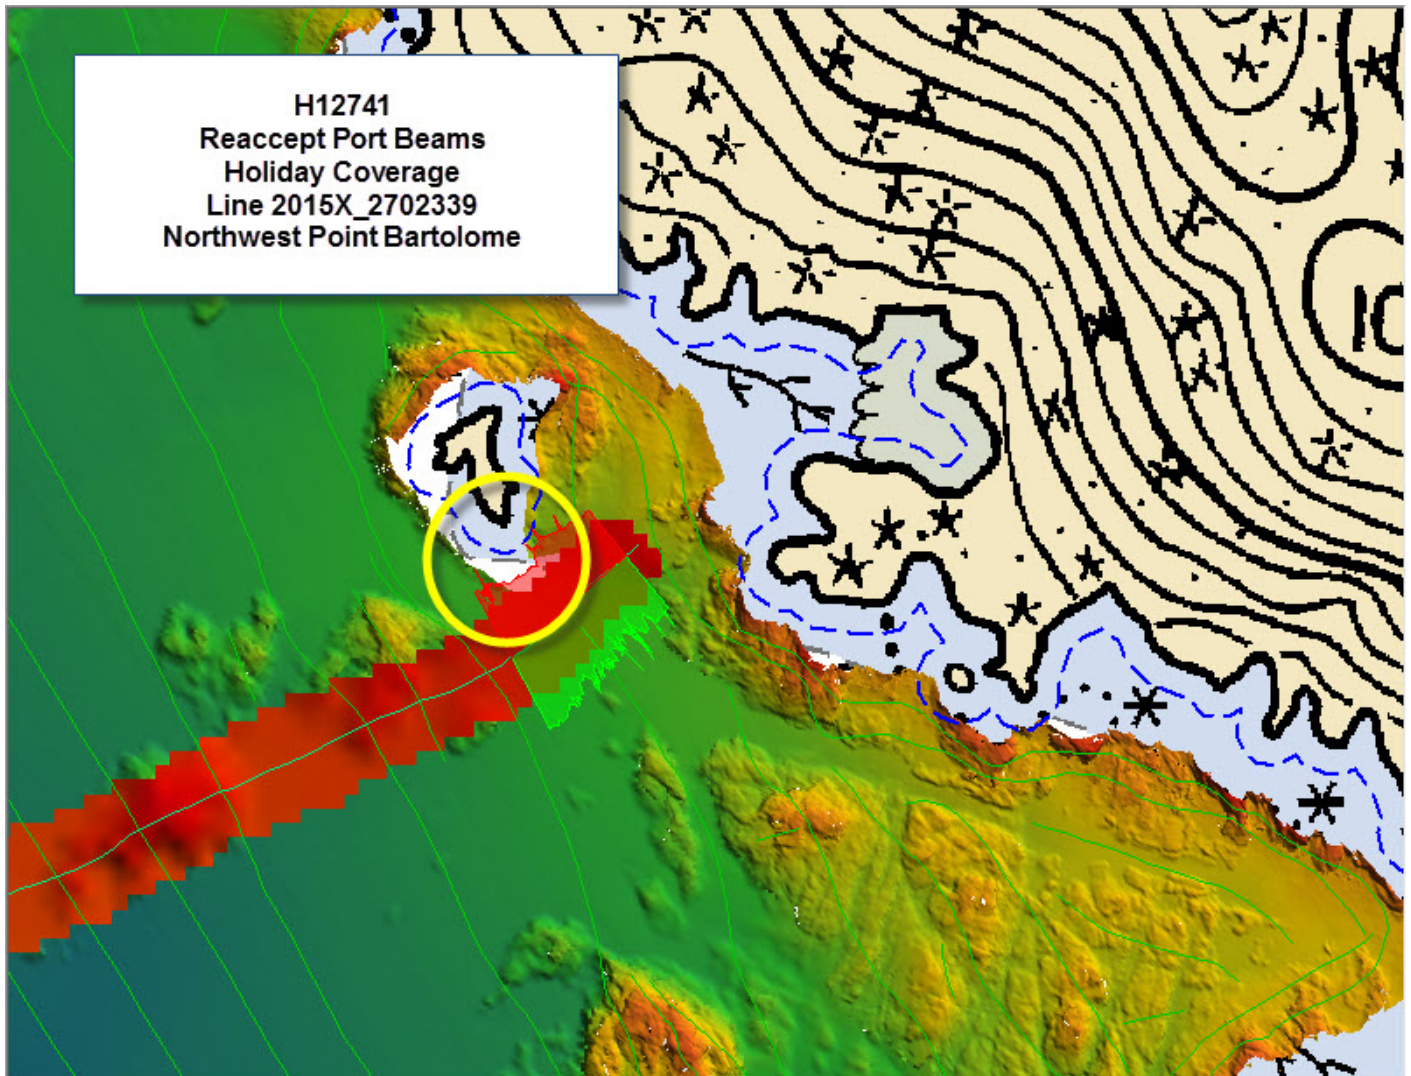 H12741
Reaccept Port Beams
Holiday Coverage
Line 2015X_2702339
Northwest Point Bartolome